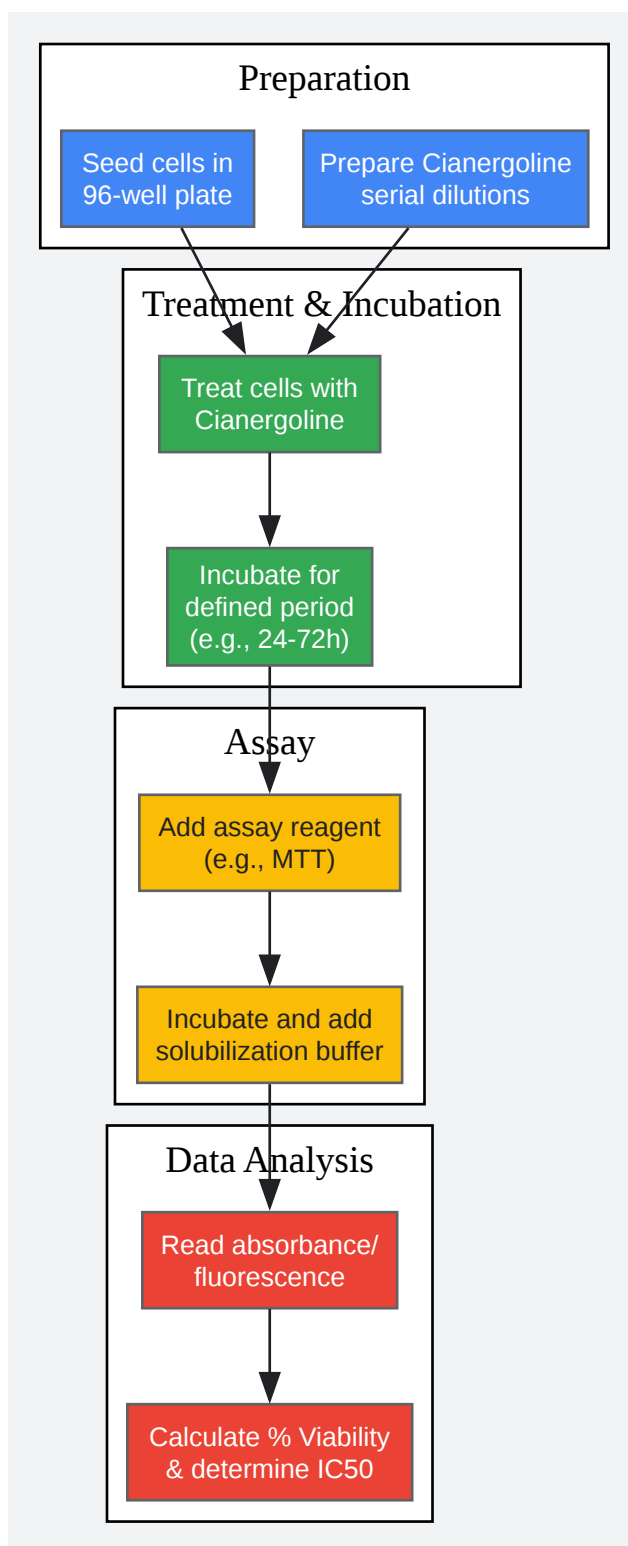 Preparation
Seed cells in
96-well plate
Prepare Cianergoline
serial dilutions
Treatment & Incubation
Treat cells with
Cianergoline
Incubate for
defined period
(e.g., 24-72h)
Assay
Add assay reagent
(e.g., MTT)
Incubate and add
solubilization buffer
Data Analysis
Read absorbance/
fluorescence
Calculate % Viability
& determine IC50